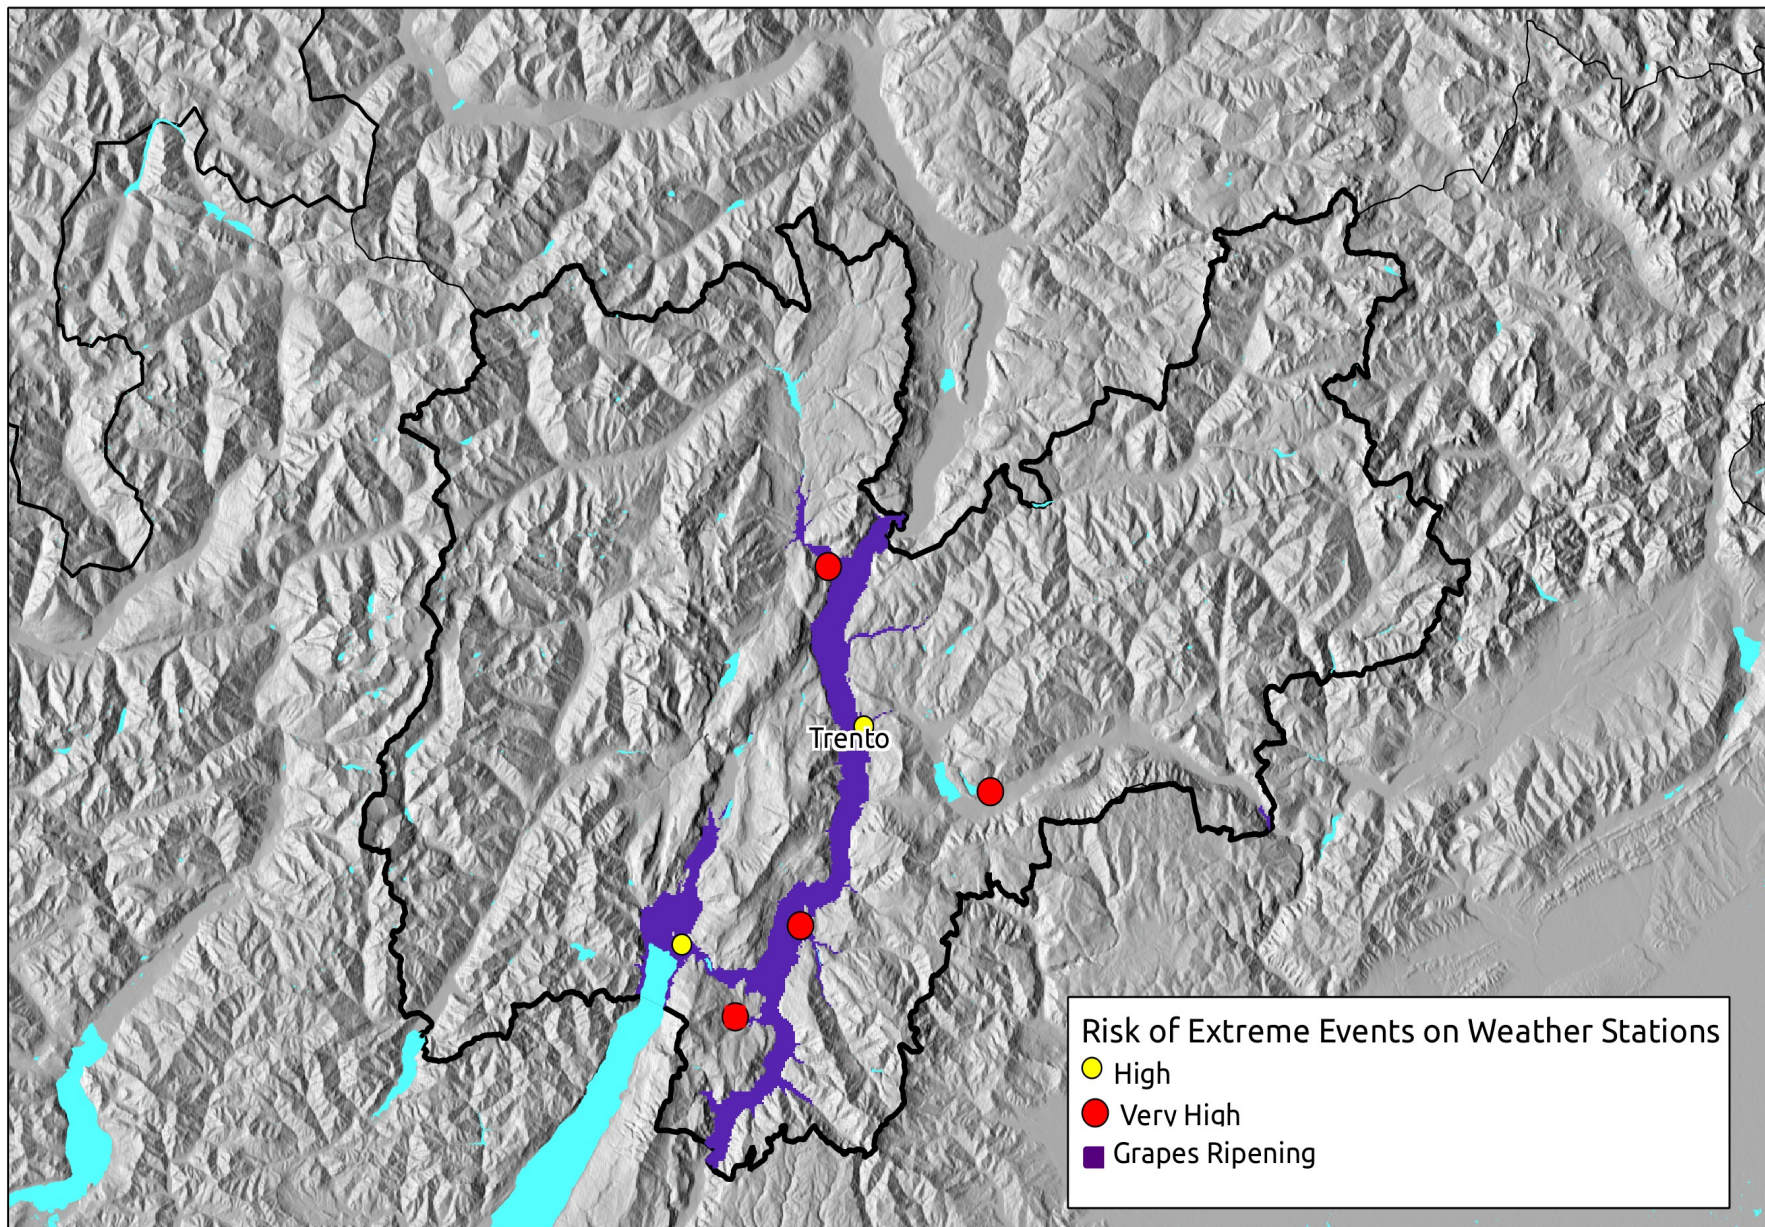 Trento
Risk of Extreme Events on Weather Stations
High
Very High
Grapes Ripening